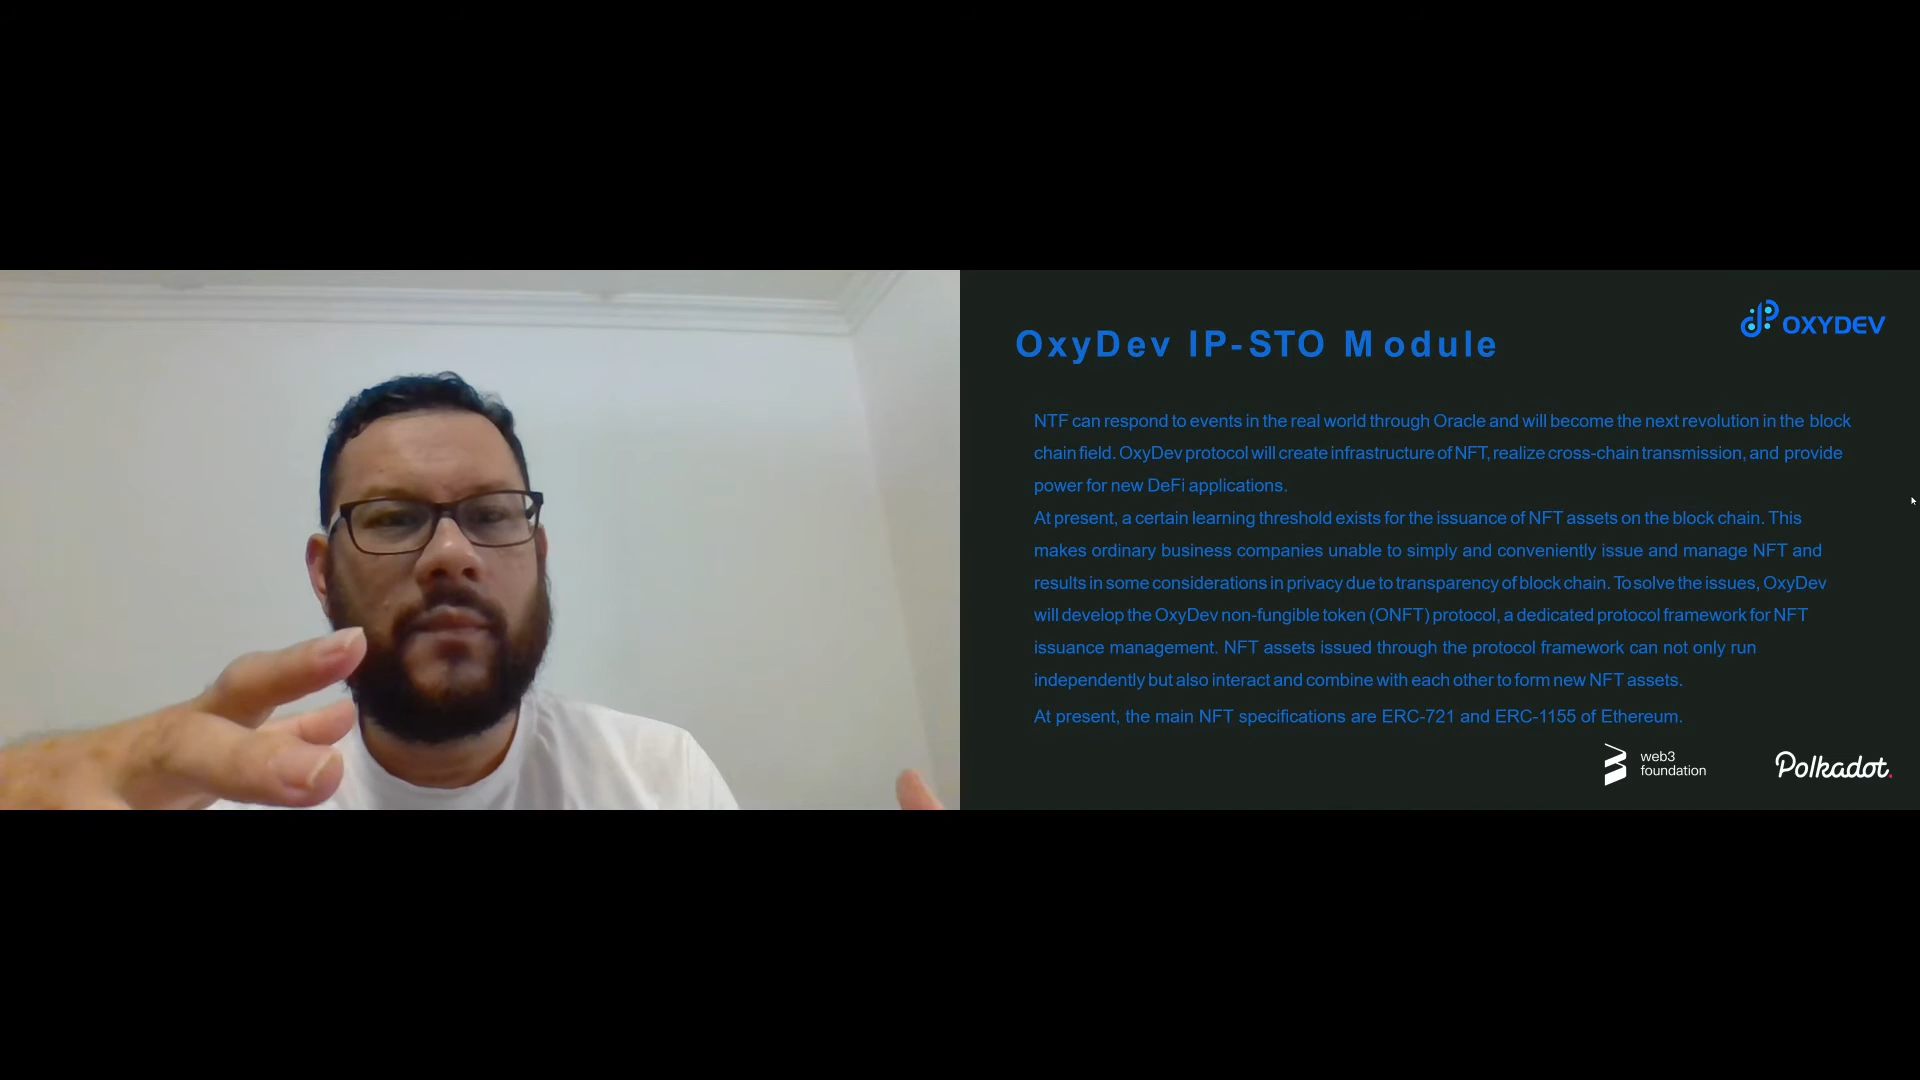 OXYDEV
OxyDev IP-STO Module
NTF can respond to events in the real world through Oracle and will become the next revolution in the block
chain field. OxyDev protocol will create infrastructure of NFT, realize cross-chain transmission, and provide
power for new DeFi applications.
At present, a certain learning threshold exists for the issuance of NFT assets on the block chain. This
makes ordinary business companies unable to simply and conveniently issue and manage NFT and
results in some considerations in privacy due to transparency of block chain. To solve the issues, OxyDev
will develop the OxyDev non-fungible token (ONFT) protocol, a dedicated protocol framework for NFT
issuance management. NFT assets issued through the protocol framework can not only run
independently but also interact and combine with each other to form new NFT assets.
At present, the main NFT specifications are ERC-721 and ERC-1155 of Ethereum.
web3
foundation
Polkadot.